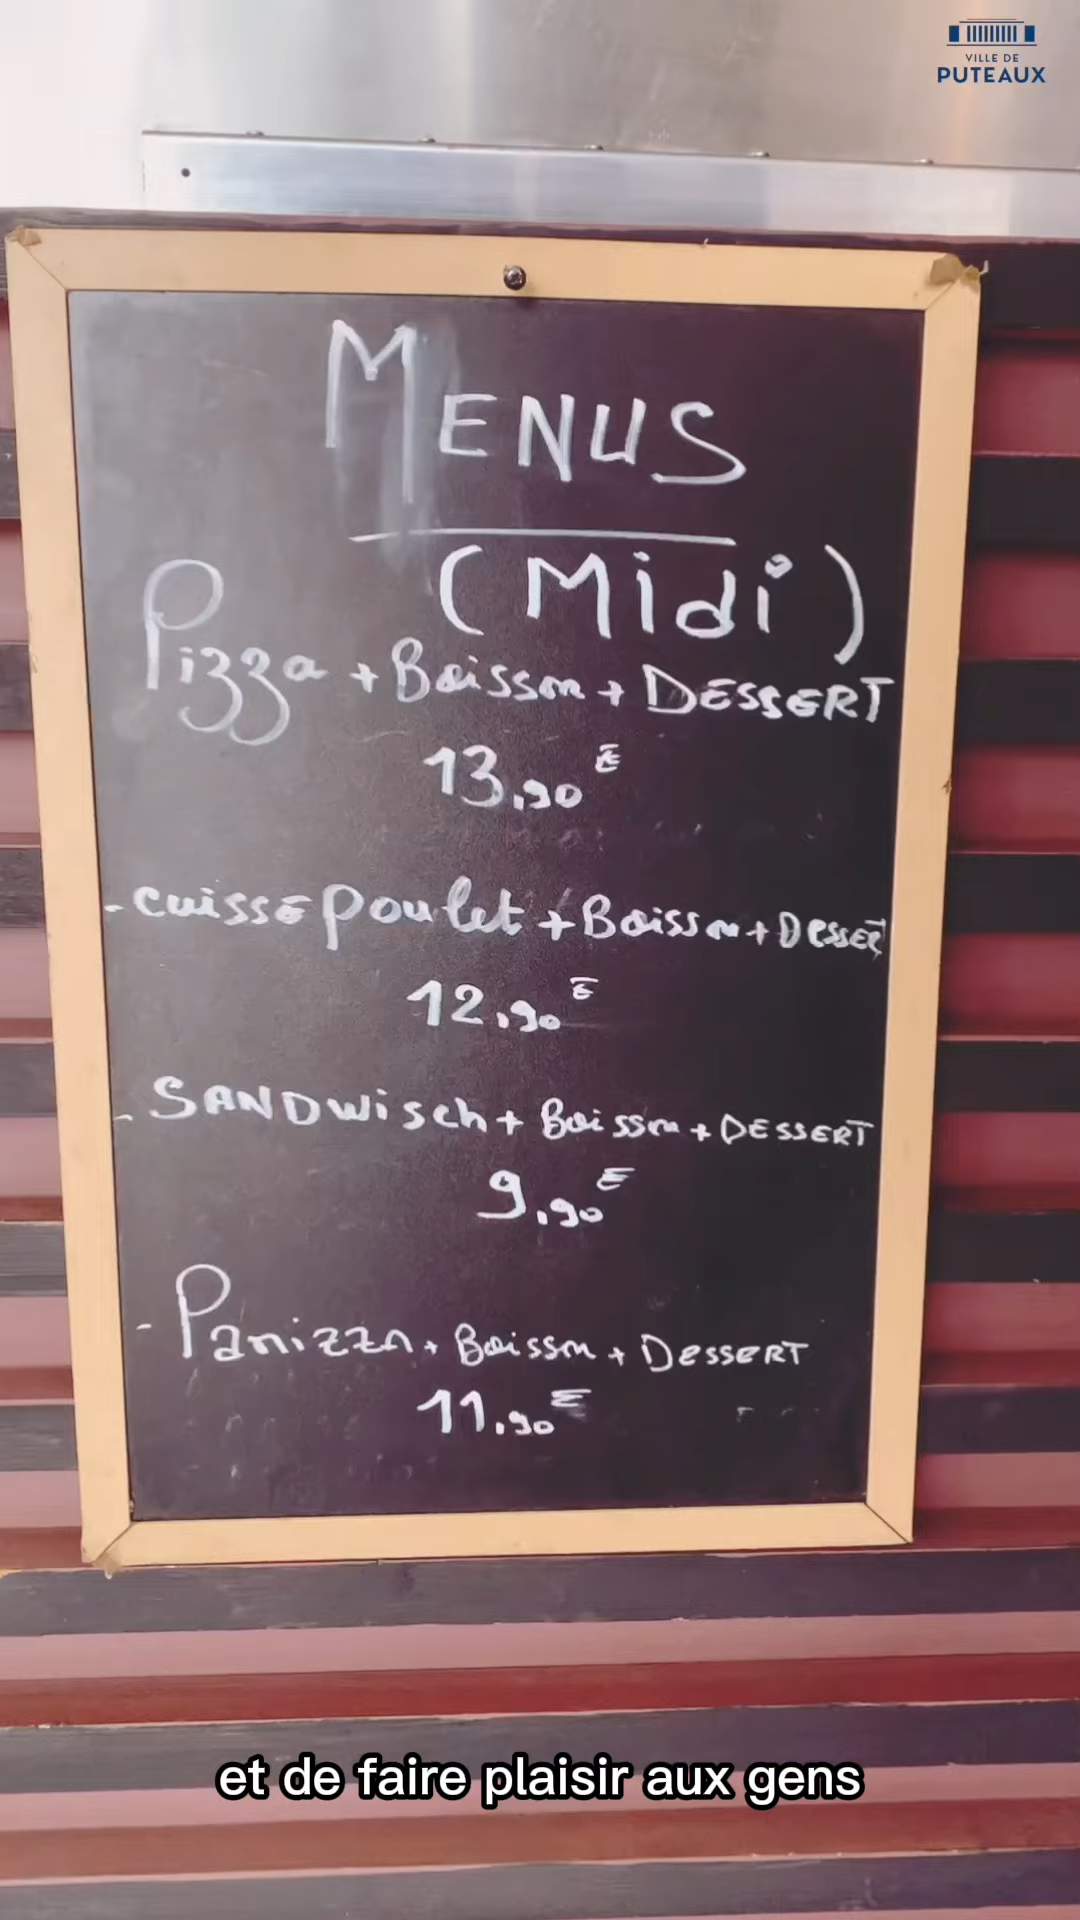 VILLE DE
PUTEAUX
MENUS
(Midi)
Pizza + Boisson + DESSERT
13,90 €
- cuisse poulet + Boisson + Dessert
12,90 €
- SANDWisch + Boisson + DESSERT
9,90 €
- Panizza + Boisson + DESSERT
11,90 €
et de faire plaisir aux gens